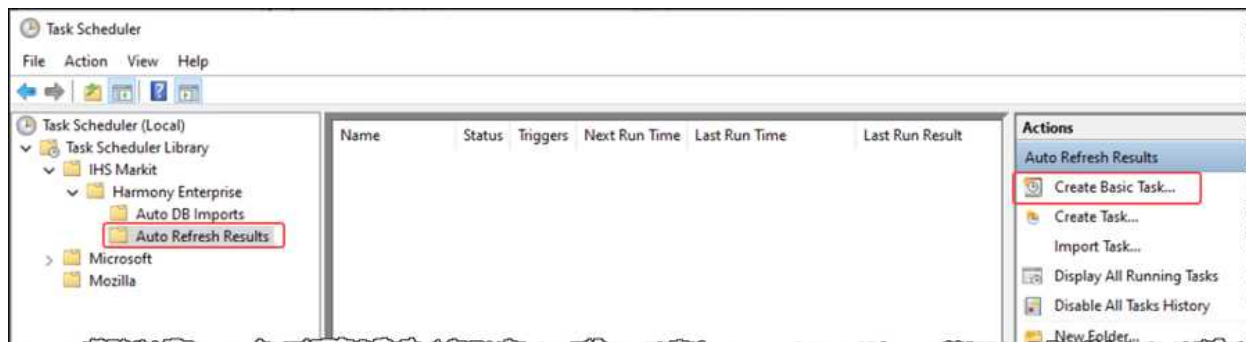 Task Scheduler
File Action View Help
Task Scheduler (Local)
Task Scheduler Library
IHS Markit
Harmony Enterprise
Auto DB Imports
Auto Refresh Results
Microsoft
Mozilla
Name Status Triggers Next Run Time Last Run Time Last Run Result
Actions
Auto Refresh Results
Create Basic Task...
Create Task...
Import Task...
Display All Running Tasks
Disable All Tasks History
New Folder...